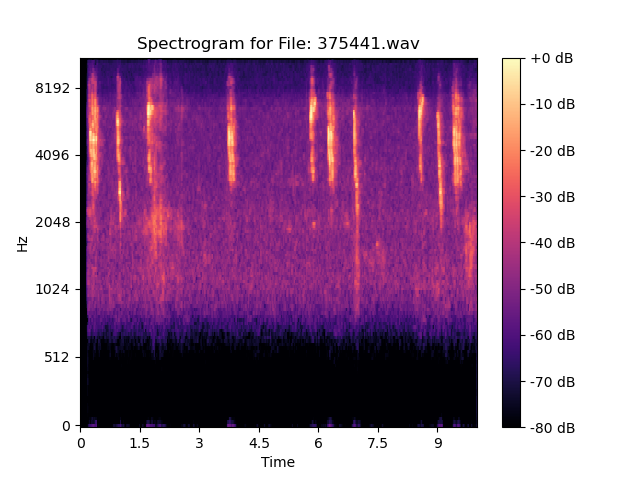 Spectrogram for File: 375441.wav
8192
4096
2048
1024
512
0
Hz
0 1.5 3 4.5 6 7.5 9
Time
+0 dB
-10 dB
-20 dB
-30 dB
-40 dB
-50 dB
-60 dB
-70 dB
-80 dB